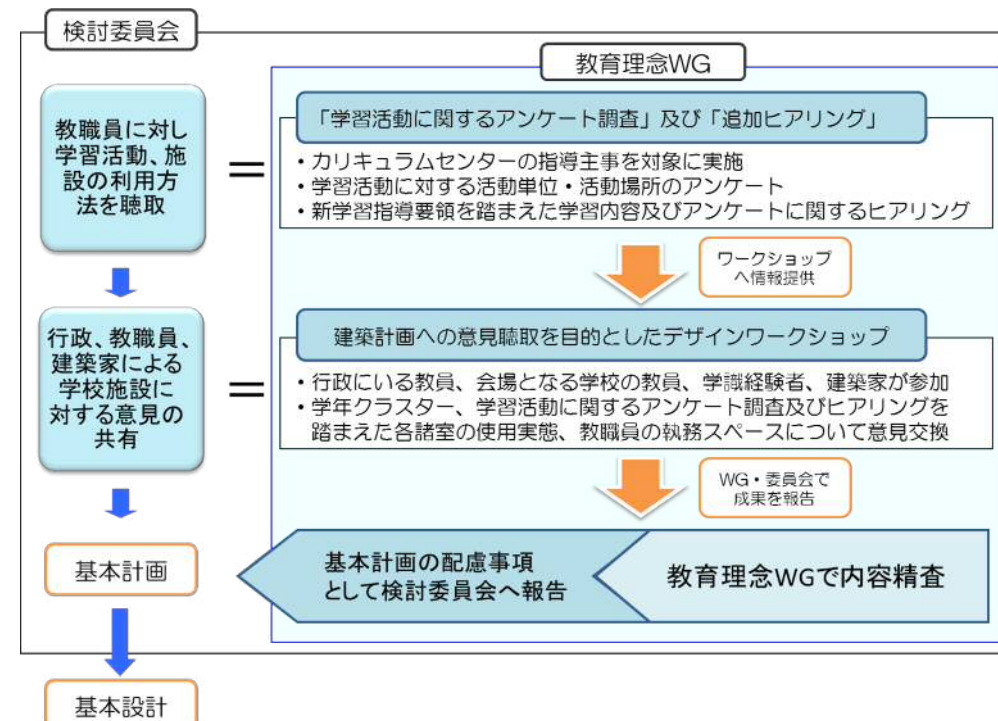 検討委員会
教育理念WG
教職員に対し
学習活動、施
設の利用方
法を聴取
=
「学習活動に関するアンケート調査」及び「追加ヒアリング」
・カリキュラムセンターの指導主事を対象に実施
・学習活動に対する活動単位・活動場所のアンケート
・新学習指導要領を踏まえた学習内容及びアンケートに関するヒアリング
ワークショップ
へ情報提供
行政、教職員、
建築家による
学校施設に
対する意見の
共有
=
建築計画への意見聴取を目的としたデザインワークショップ
・行政にいる教員、会場となる学校の教員、学識経験者、建築家が参加
・学年クラスター、学習活動に関するアンケート調査及びヒアリングを
踏まえた各諸室の使用実態、教職員の執務スペースについて意見交換
WG・委員会で
成果を報告
基本計画
基本計画の配慮事項
として検討委員会へ報告
教育理念WGで内容精査
基本設計